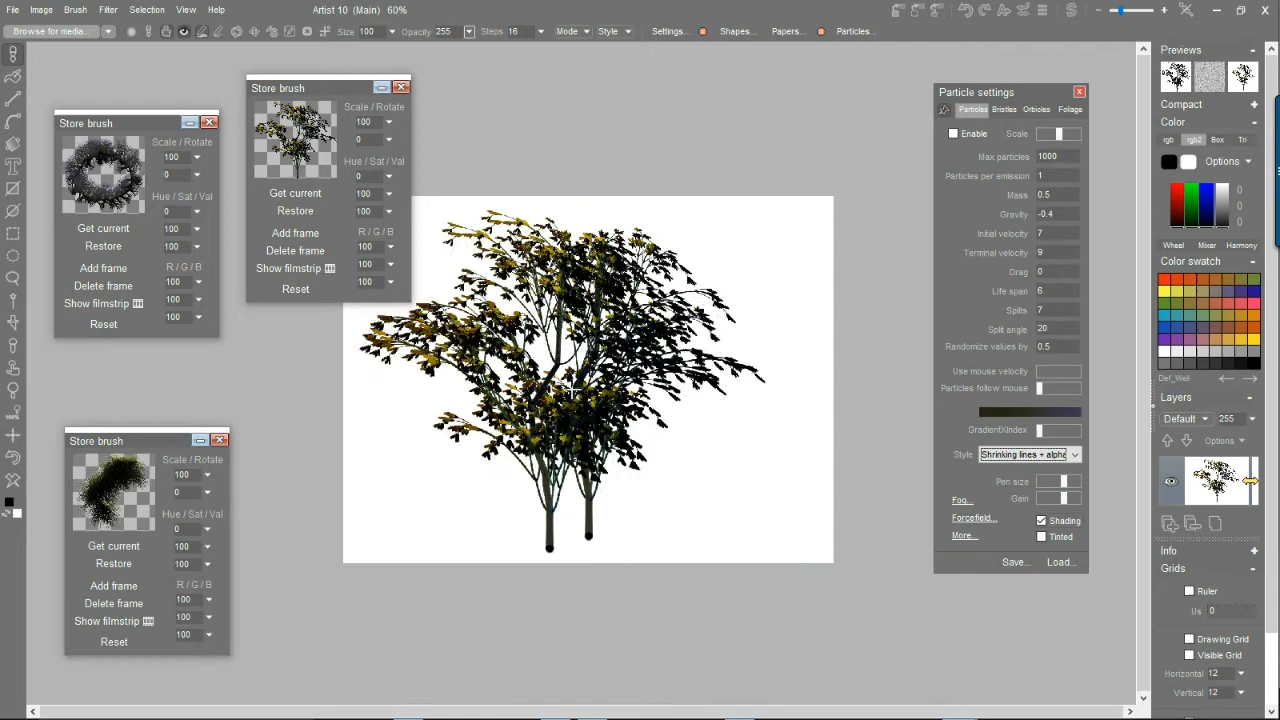 File Image Brush Filter Selection View Help Artist 10 (Main) 60%
Browse for media... Size 100 Opacity 255 Steps 16 Mode Style Settings... Shapes... Papers... Particles...
Store brush
Scale / Rotate
100
0
Hue / Sat / Val
0
Get current 100
Restore 100
Add frame R / G / B
Delete frame 100
Show filmstrip 100
Reset 100
Store brush
Scale / Rotate
100
0
Hue / Sat / Val
0
Get current 100
Restore 100
Add frame R / G / B
Delete frame 100
Show filmstrip 100
Reset 100
Store brush
Scale / Rotate
100
0
Hue / Sat / Val
0
Get current 100
Restore 100
Add frame R / G / B
Delete frame 100
Show filmstrip 100
Reset 100
Particle settings
Particles Bristles Orbicles Foliage
Enable Scale
Max particles 1000
Particles per emission 1
Mass 0.5
Gravity -0.4
Initial velocity 7
Terminal velocity 9
Drag 0
Life span 6
Splits 7
Split angle 20
Randomize values by 0.5
Use mouse velocity
Particles follow mouse
Gradient\Index
Style Shrinking lines + alpha
Pen size
Fog... Gain
Forcefield... Shading
More... Tinted
Save... Load...
Previews
Compact
Color
rgb rgb2 Box Tri
Options
0
0
0
Wheel Mixer Harmony
Color swatch
Def_Well
Layers
Default 255
Options
Info
Grids
Ruler
Us 0
Drawing Grid
Visible Grid
Horizontal 12
Vertical 12